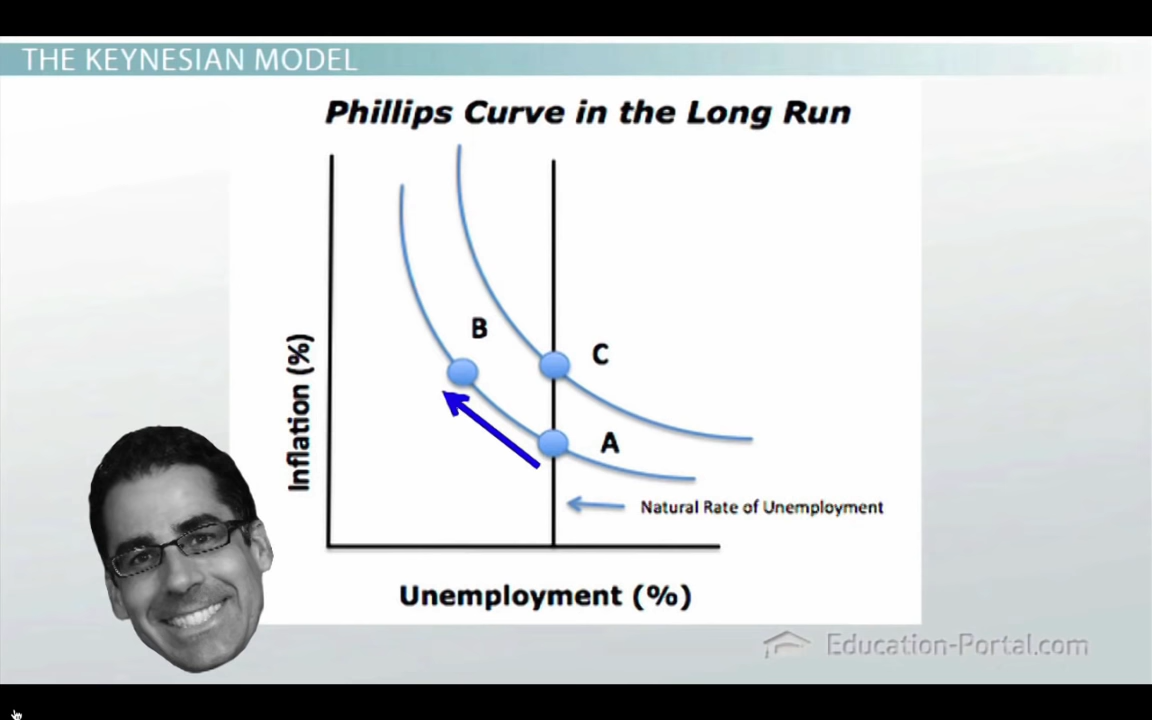 THE KEYNESIAN MODEL
Phillips Curve in the Long Run
B
C
A
Inflation (%)
Natural Rate of Unemployment
Unemployment (%)
Education-Portal.com